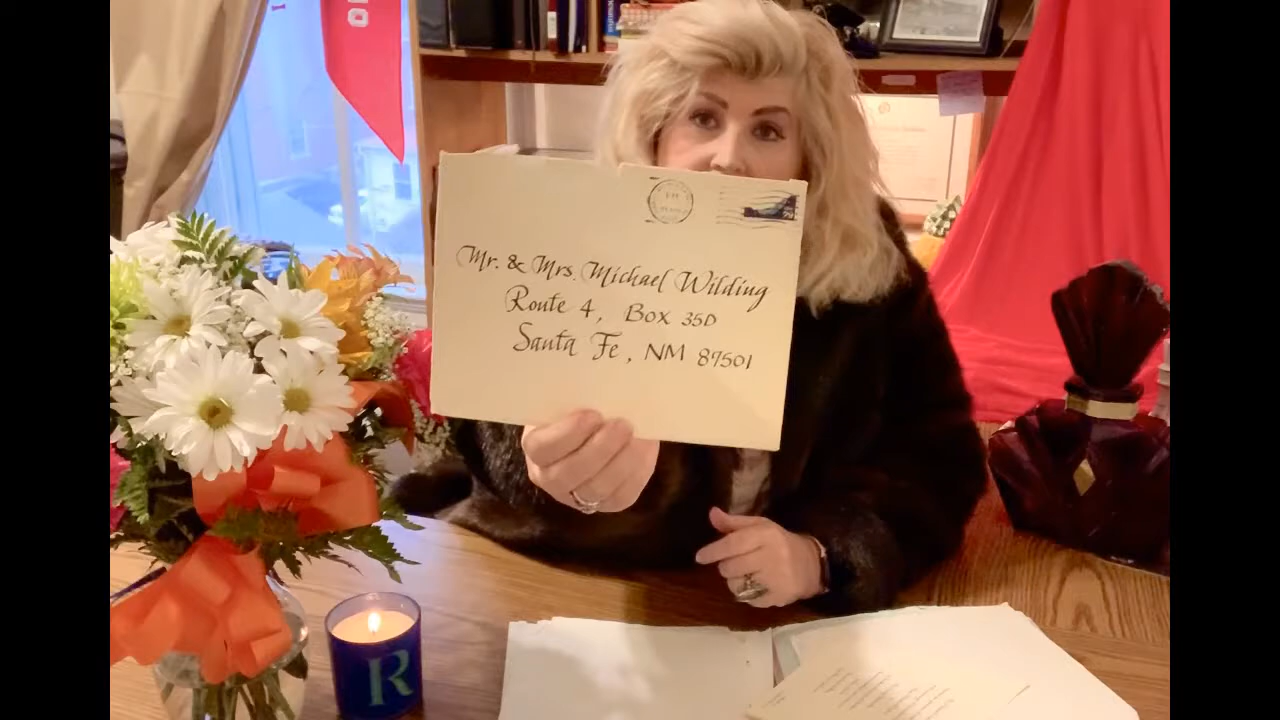 Mr. & Mrs. Michael Wilding
Route 4, Box 35D
Santa Fe, NM 87501
R